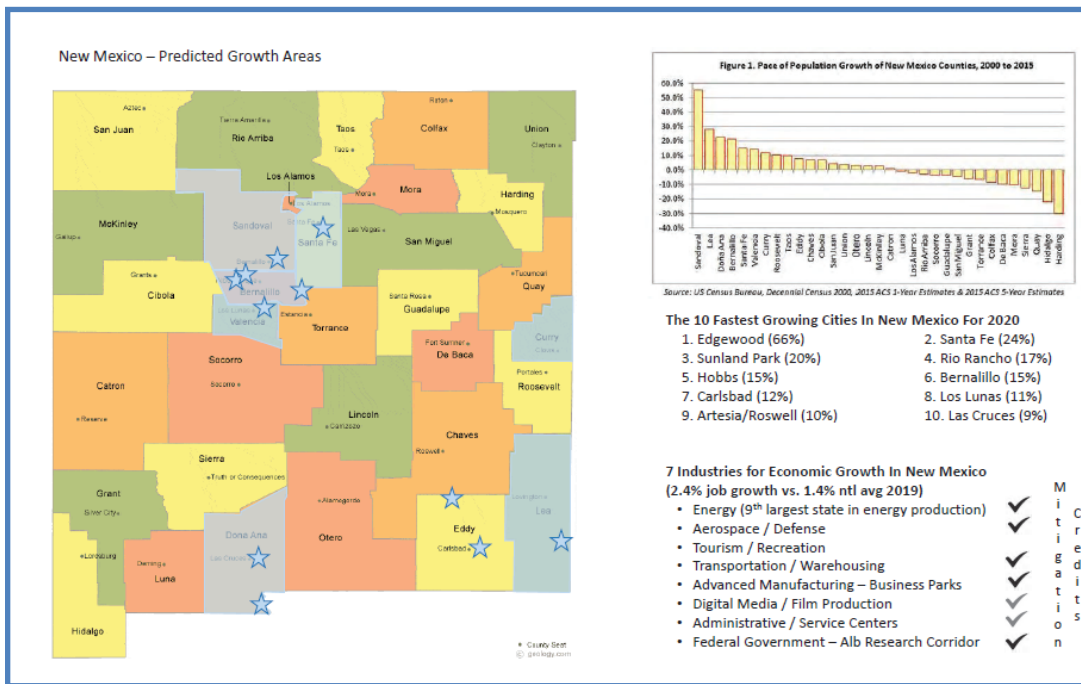 New Mexico – Predicted Growth Areas
Aztec
San Juan
Tierra Amarilla
Rio Arriba
Taos
Taos
Raton
Colfax
Union
Clayton
Los Alamos
Los Alamos
Mora
Mora
Harding
Mosquero
McKinley
Gallup
Sandoval
Santa Fe
Santa Fe
Las Vegas
San Miguel
Bernalillo
Bernalillo
Grants
Cibola
Los Lunas
Valencia
Estancia
Torrance
Santa Rosa
Guadalupe
Tucumcari
Quay
Curry
Clovis
Fort Sumner
De Baca
Portales
Roosevelt
Socorro
Socorro
Catron
Reserve
Lincoln
Carrizozo
Chaves
Roswell
Sierra
Truth or Consequences
Grant
Silver City
Lordsburg
Hidalgo
Deming
Luna
Dona Ana
Las Cruces
Alamogordo
Otero
Eddy
Carlsbad
Lovington
Lea
County Seat
© geology.com
Figure 1. Pace of Population Growth of New Mexico Counties, 2000 to 2015
60.0%
50.0%
40.0%
30.0%
20.0%
10.0%
0.0%
-10.0%
-20.0%
-30.0%
-40.0%
Sandoval
Lea
Doña Ana
Bernalillo
Santa Fe
Valencia
Curry
Roosevelt
Taos
Eddy
Chaves
Cibola
San Juan
Union
Otero
Lincoln
McKinley
Catron
Luna
Los Alamos
Rio Arriba
Socorro
Guadalupe
San Miguel
Grant
Torrance
Colfax
De Baca
Mora
Sierra
Quay
Hidalgo
Harding
Source: US Census Bureau, Decennial Census 2000, 2015 ACS 1-Year Estimates & 2015 ACS 5-Year Estimates
The 10 Fastest Growing Cities In New Mexico For 2020
1. Edgewood (66%) 2. Santa Fe (24%)
3. Sunland Park (20%) 4. Rio Rancho (17%)
5. Hobbs (15%) 6. Bernalillo (15%)
7. Carlsbad (12%) 8. Los Lunas (11%)
9. Artesia/Roswell (10%) 10. Las Cruces (9%)
7 Industries for Economic Growth In New Mexico
(2.4% job growth vs. 1.4% ntl avg 2019)
• Energy (9th largest state in energy production)
• Aerospace / Defense
• Tourism / Recreation
• Transportation / Warehousing
• Advanced Manufacturing – Business Parks
• Digital Media / Film Production
• Administrative / Service Centers
• Federal Government – Alb Research Corridor
Mitigation
Credits